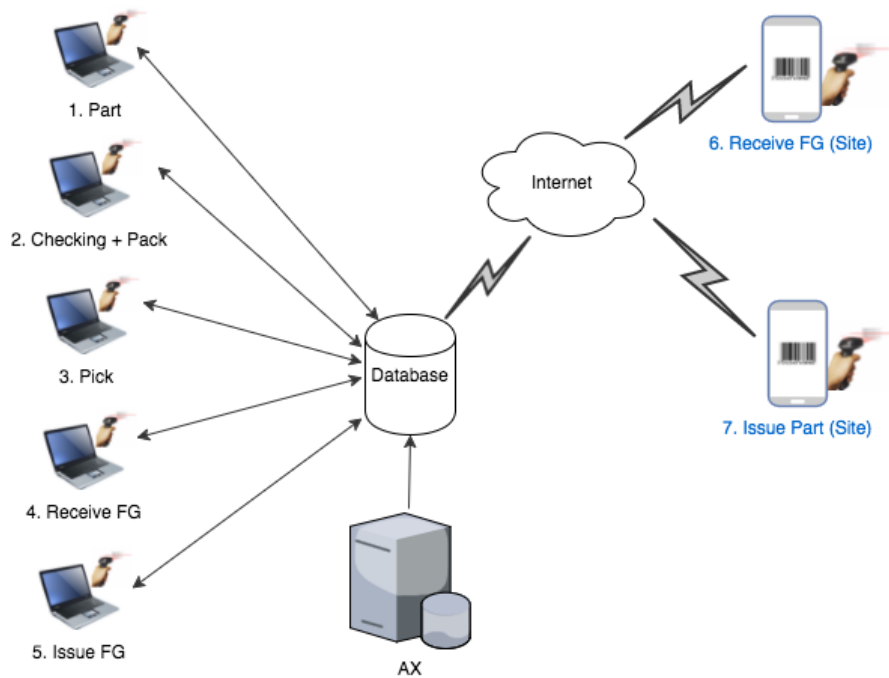 1. Part
2. Checking + Pack
3. Pick
4. Receive FG
5. Issue FG
Database
AX
Internet
6. Receive FG (Site)
7. Issue Part (Site)